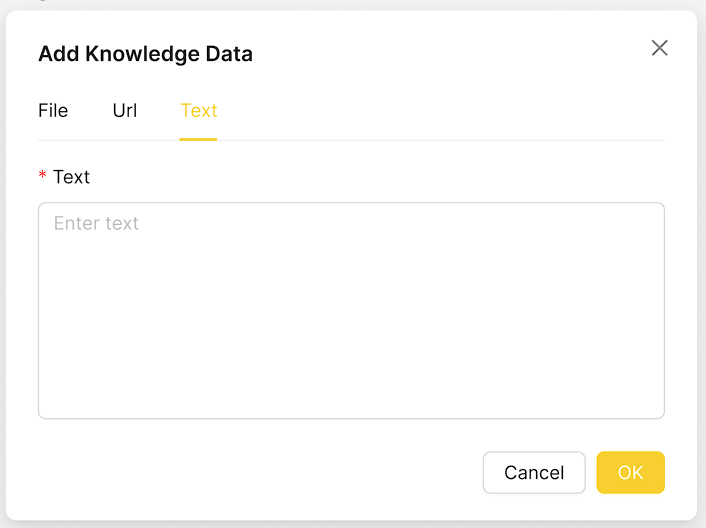 Add Knowledge Data
File Url Text
* Text
Enter text
Cancel OK